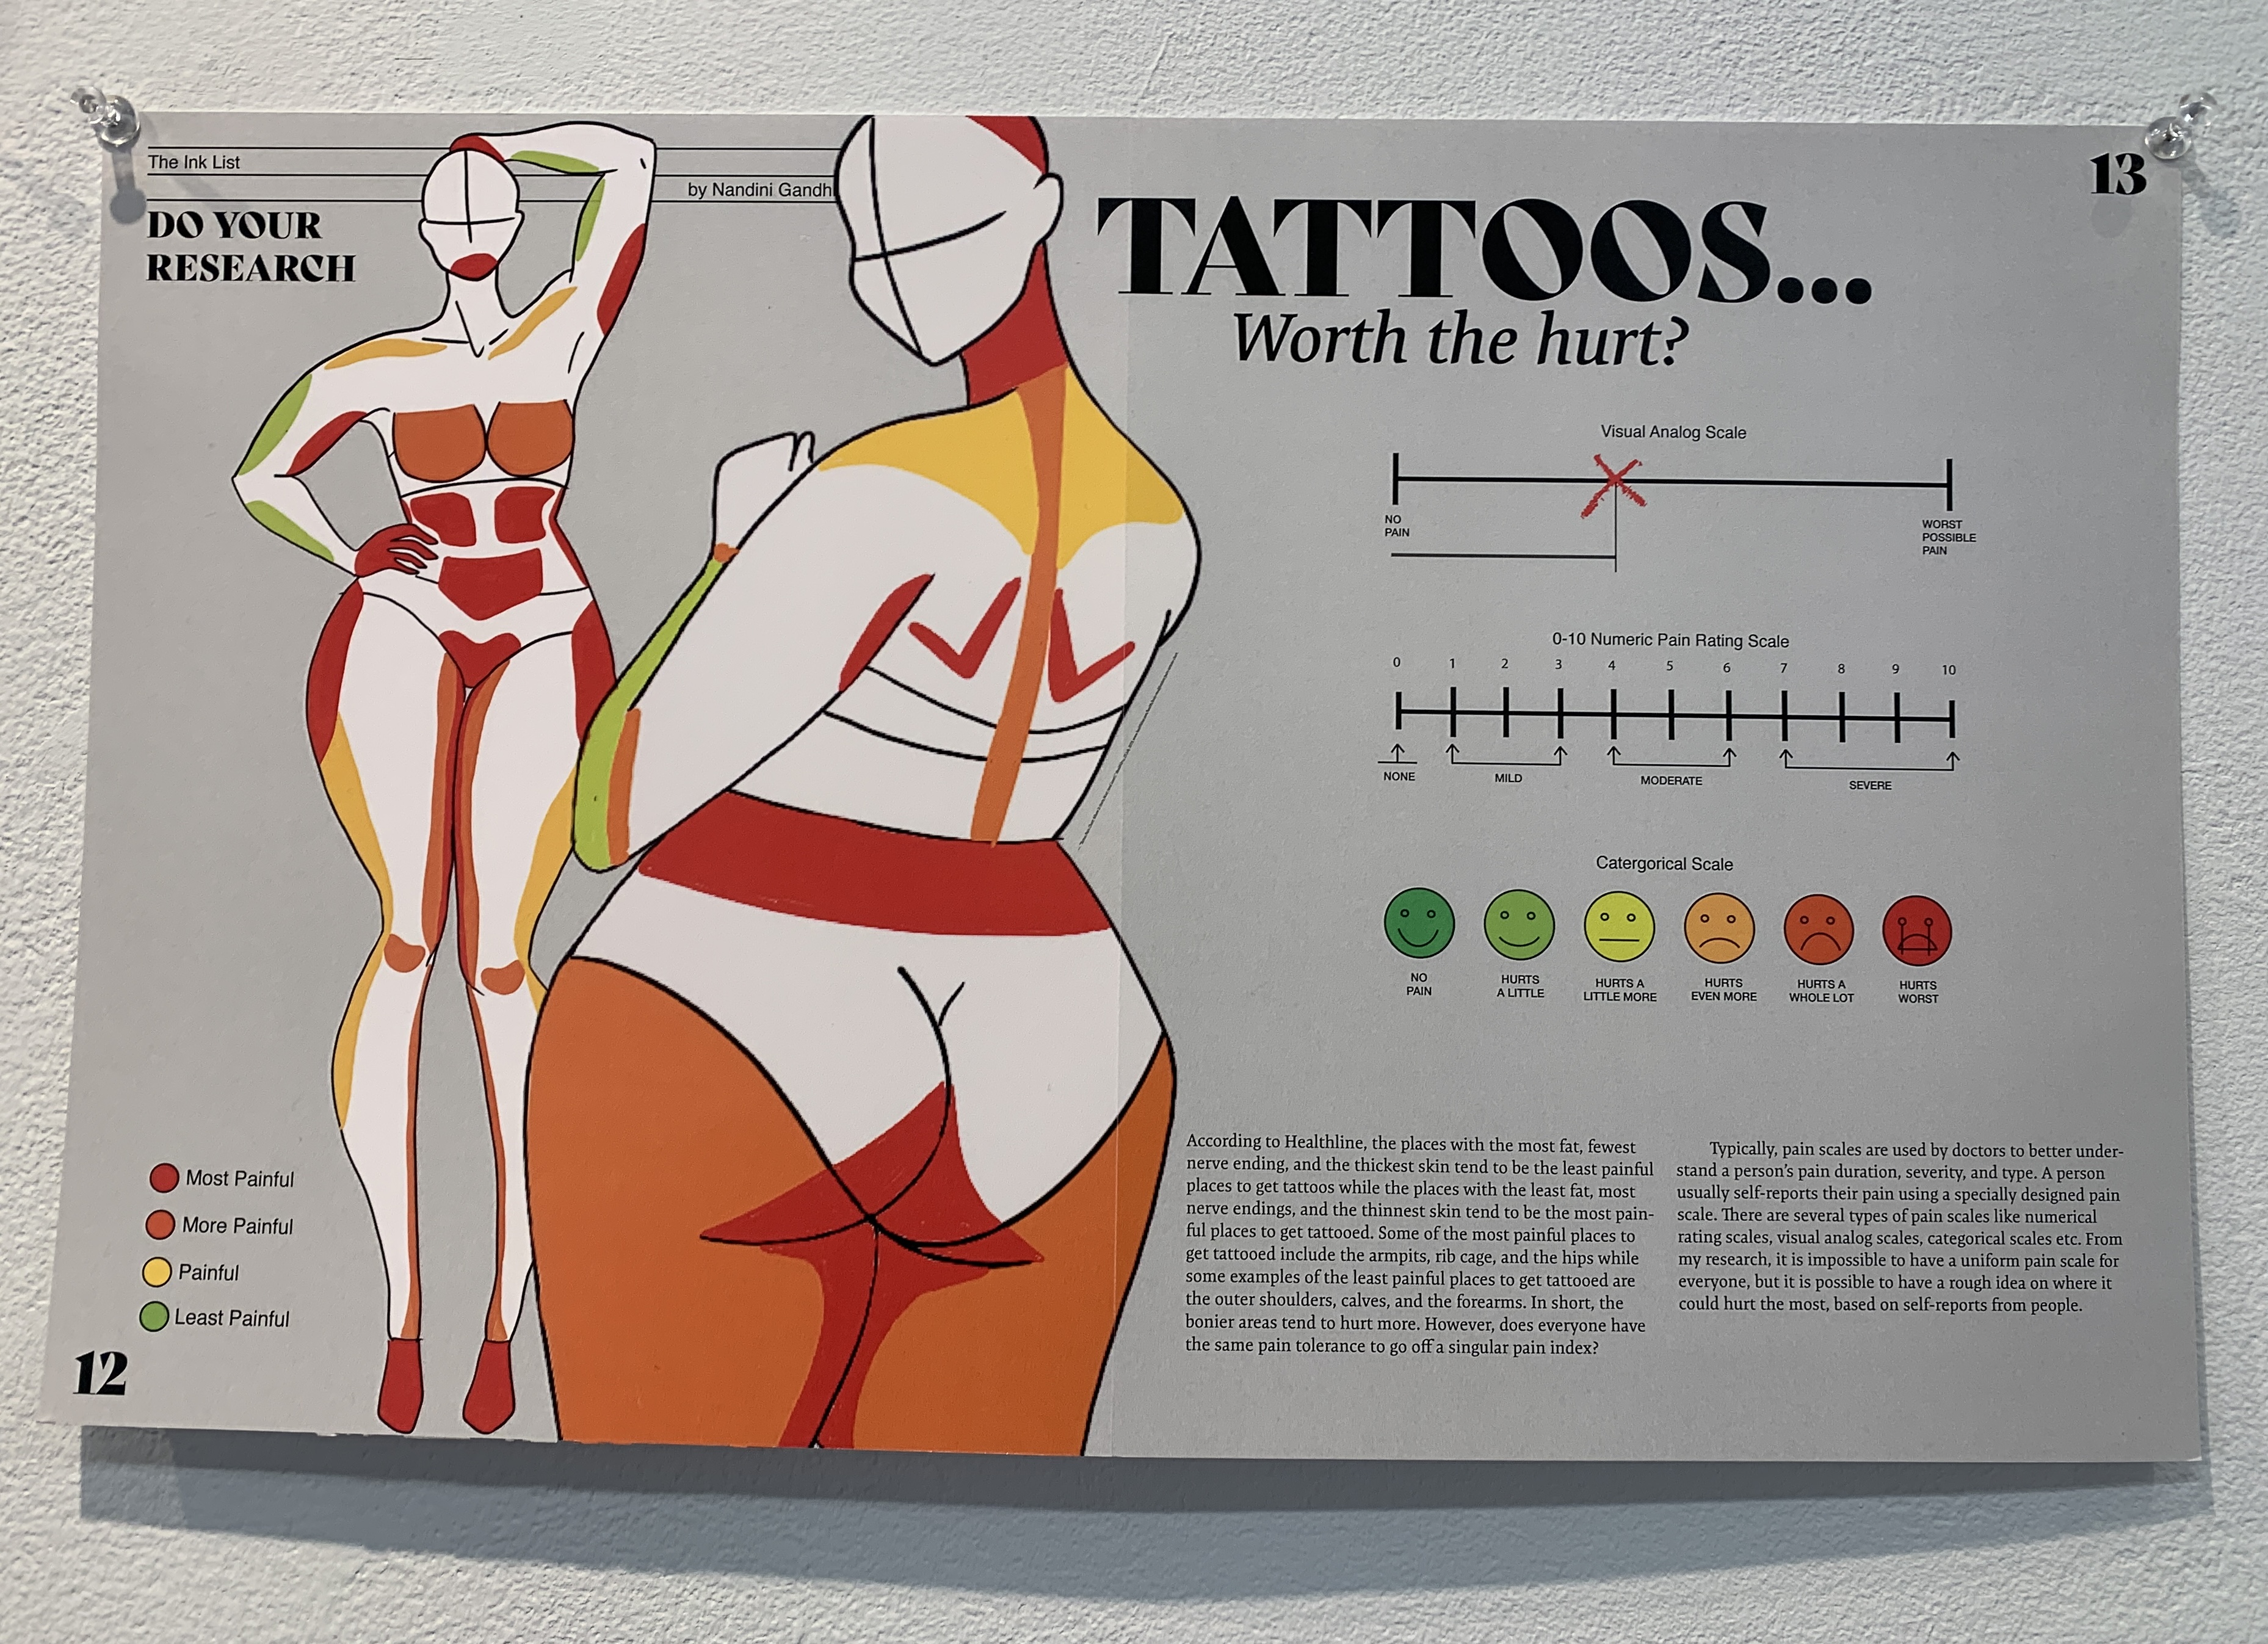 The Ink List
by Nandini Gandh
DO YOUR
RESEARCH
Most Painful
More Painful
Painful
Least Painful
12
13
TATTOOS...
Worth the hurt?
Visual Analog Scale
NO
PAIN
WORST
POSSIBLE
PAIN
0-10 Numeric Pain Rating Scale
0 1 2 3 4 5 6 7 8 9 10
NONE MILD MODERATE SEVERE
Catergorical Scale
NO
PAIN
HURTS
A LITTLE
HURTS A
LITTLE MORE
HURTS
EVEN MORE
HURTS A
WHOLE LOT
HURTS
WORST
According to Healthline, the places with the most fat, fewest
nerve ending, and the thickest skin tend to be the least painful
places to get tattoos while the places with the least fat, most
nerve endings, and the thinnest skin tend to be the most pain-
ful places to get tattooed. Some of the most painful places to
get tattooed include the armpits, rib cage, and the hips while
some examples of the least painful places to get tattooed are
the outer shoulders, calves, and the forearms. In short, the
bonier areas tend to hurt more. However, does everyone have
the same pain tolerance to go off a singular pain index?
Typically, pain scales are used by doctors to better under-
stand a person's pain duration, severity, and type. A person
usually self-reports their pain using a specially designed pain
scale. There are several types of pain scales like numerical
rating scales, visual analog scales, categorical scales etc. From
my research, it is impossible to have a uniform pain scale for
everyone, but it is possible to have a rough idea on where it
could hurt the most, based on self-reports from people.